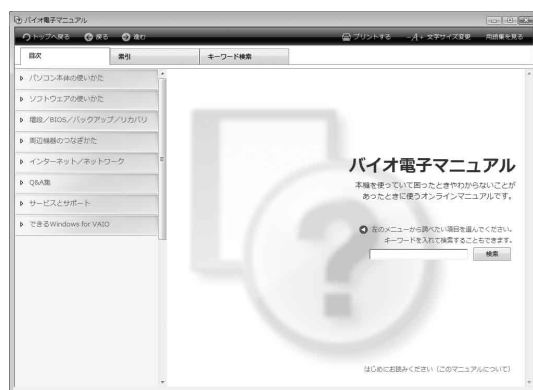 バイオ電子マニュアル
トップへ戻る 戻る 進む プリントする -A+ 文字サイズ変更 用語集を見る
目次 索引 キーワード検索
パソコン本体の使いかた
ソフトウェアの使いかた
増設/BIOS/バックアップ/リカバリ
周辺機器のつなぎかた
インターネット/ネットワーク
Q&A集
サービスとサポート
できるWindows for VAIO
バイオ電子マニュアル
本機を使っていて困ったときやわからないことが
あったときに使うオンラインマニュアルです。
左のメニューから調べたい項目を選んでください。
キーワードを入れて検索することもできます。
検索
はじめにお読みください(このマニュアルについて)